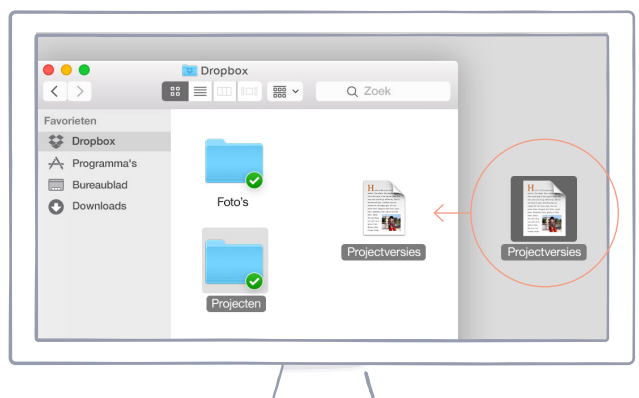 Dropbox
Zoek
Favorieten
Dropbox
Programma's
Bureaublad
Downloads
Foto's
Projecten
Projectversies
Projectversies